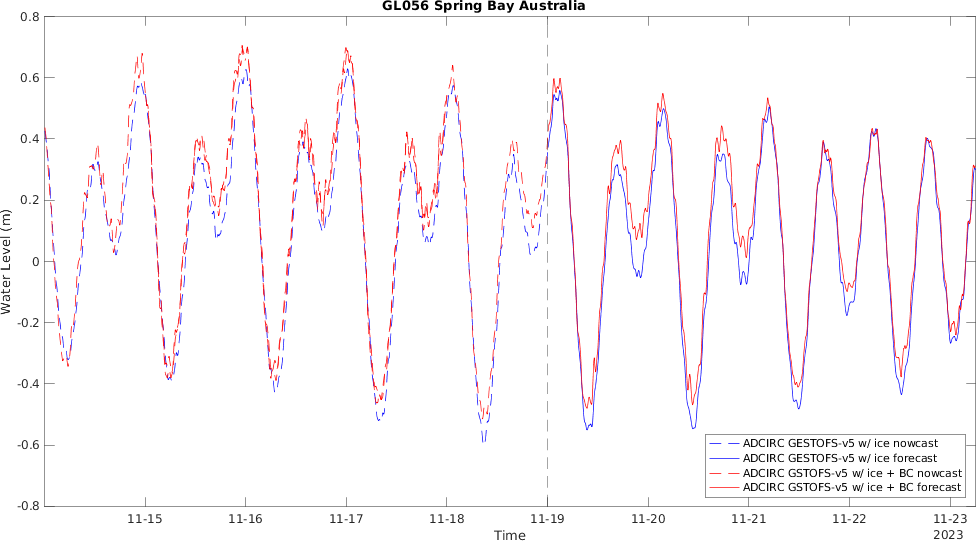 GL056 Spring Bay Australia
0.8
0.6
0.4
0.2
0
-0.2
-0.4
-0.6
-0.8
Water Level (m)
11-15 11-16 11-17 11-18 11-19 11-20 11-21 11-22 11-23
2023
Time
ADCIRC GESTOFS-v5 w/ ice nowcast
ADCIRC GESTOFS-v5 w/ ice forecast
ADCIRC GSTOFS-v5 w/ ice + BC nowcast
ADCIRC GSTOFS-v5 w/ ice + BC forecast